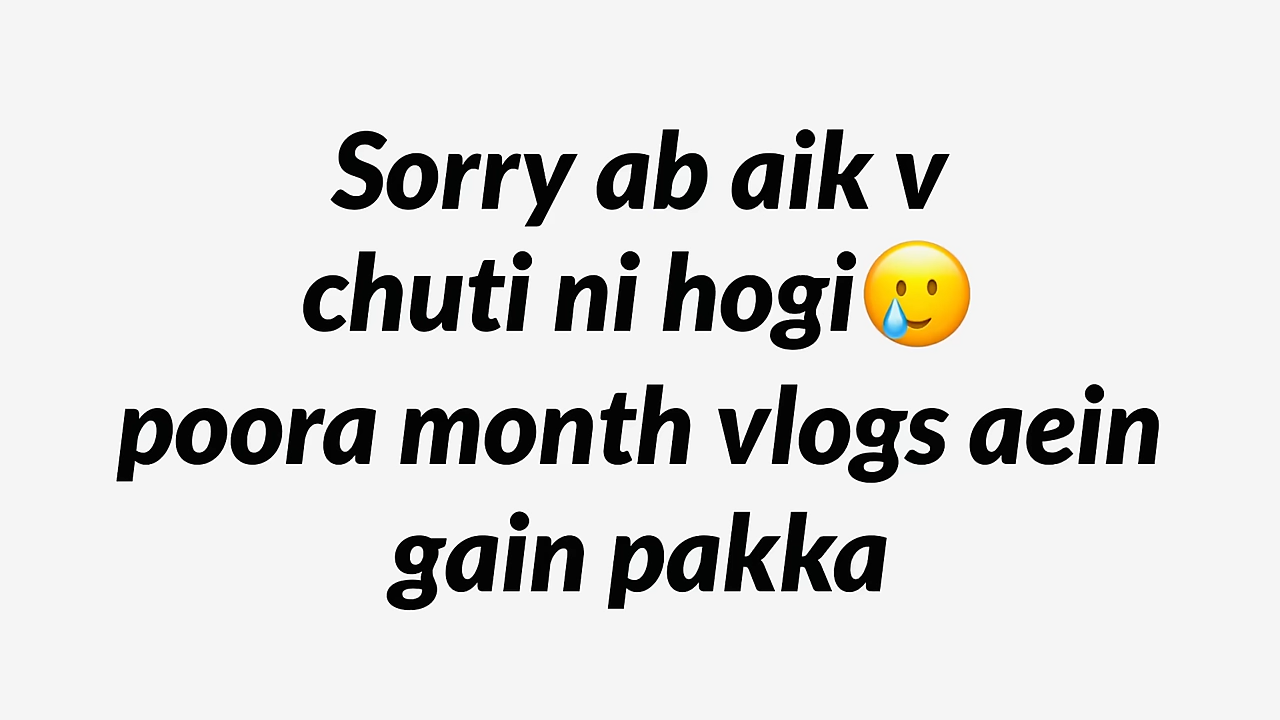 Sorry ab aik v
chuti ni hogi🥲
poora month vlogs aein
gain pakka